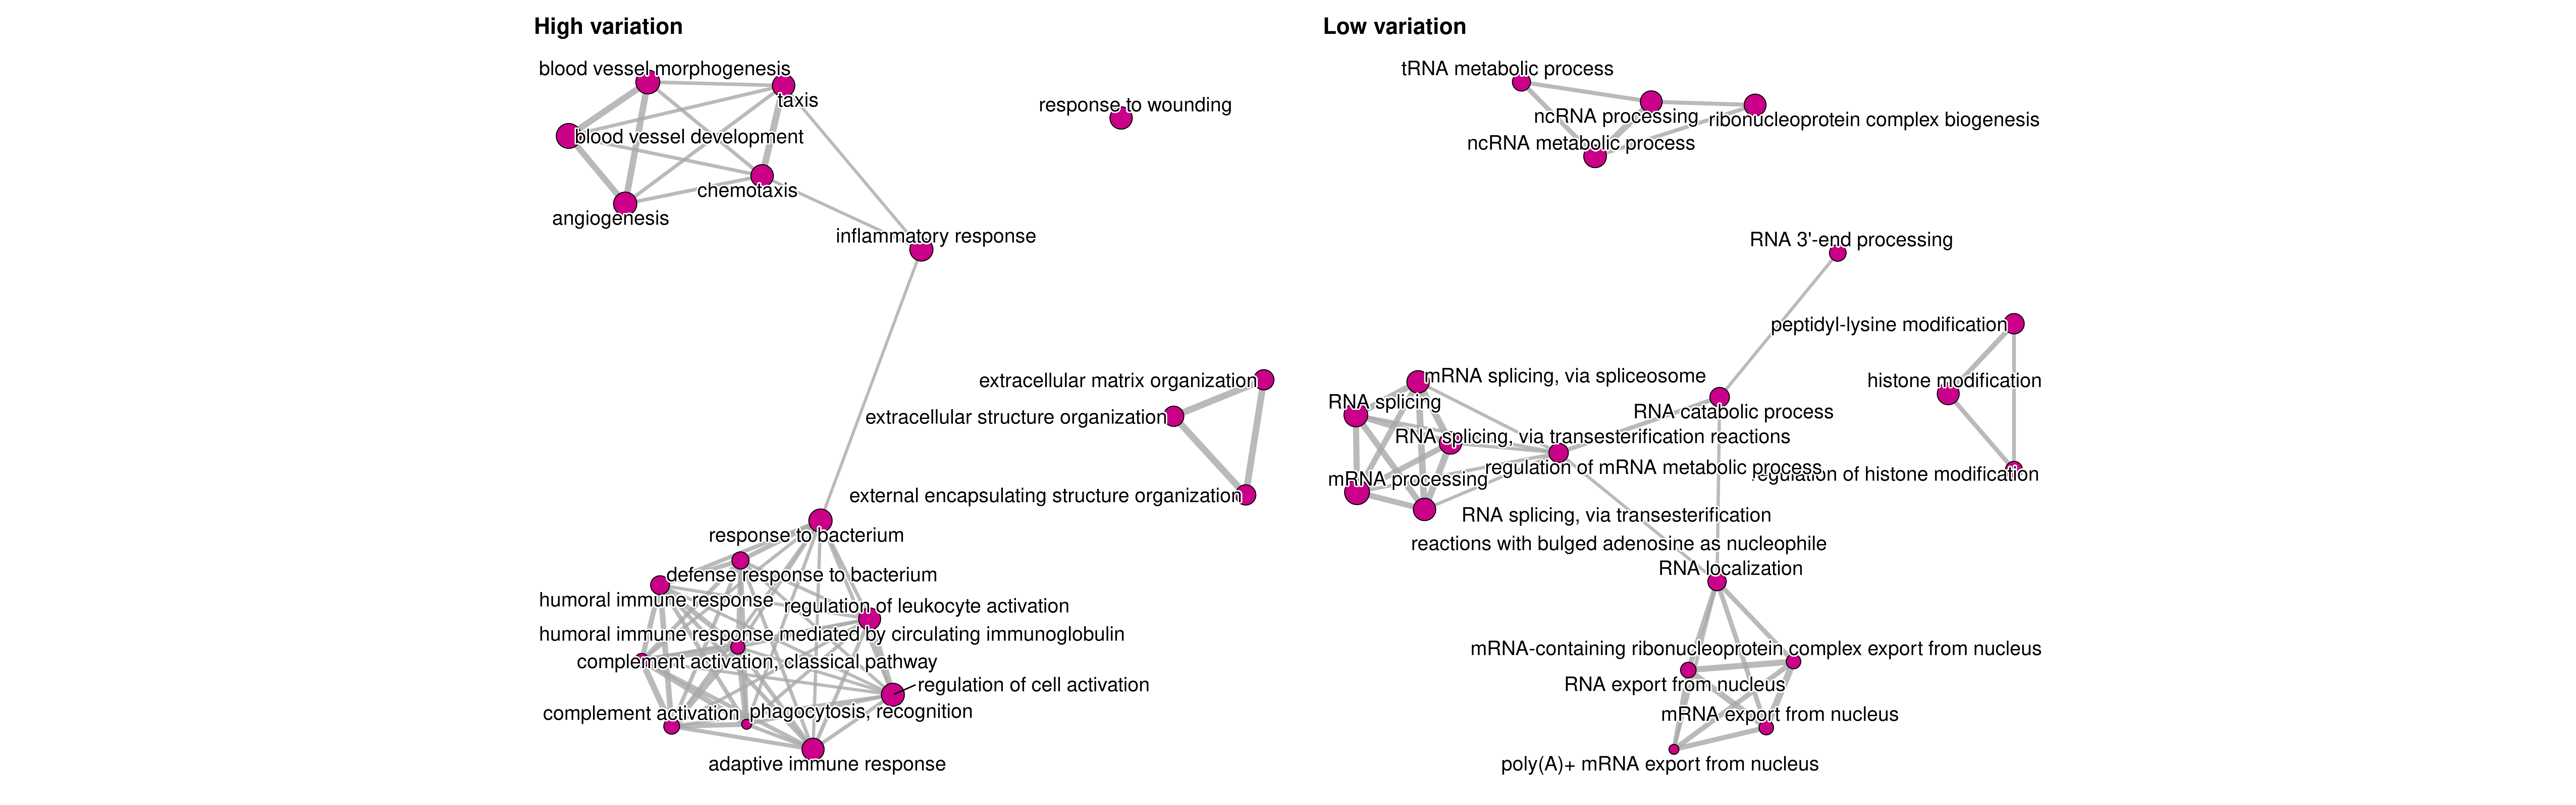 High variation
blood vessel morphogenesis
taxis
blood vessel development
chemotaxis
angiogenesis
inflammatory response
response to wounding
extracellular matrix organization
extracellular structure organization
external encapsulating structure organization
response to bacterium
defense response to bacterium
humoral immune response
regulation of leukocyte activation
humoral immune response mediated by circulating immunoglobulin
complement activation, classical pathway
regulation of cell activation
complement activation
phagocytosis, recognition
adaptive immune response
Low variation
tRNA metabolic process
ncRNA processing
ribonucleoprotein complex biogenesis
ncRNA metabolic process
RNA 3'-end processing
peptidyl-lysine modification
histone modification
mRNA splicing, via spliceosome
RNA splicing
RNA catabolic process
RNA splicing, via transesterification reactions
regulation of mRNA metabolic process
regulation of histone modification
mRNA processing
RNA splicing, via transesterification
reactions with bulged adenosine as nucleophile
RNA localization
mRNA-containing ribonucleoprotein complex export from nucleus
RNA export from nucleus
mRNA export from nucleus
poly(A)+ mRNA export from nucleus